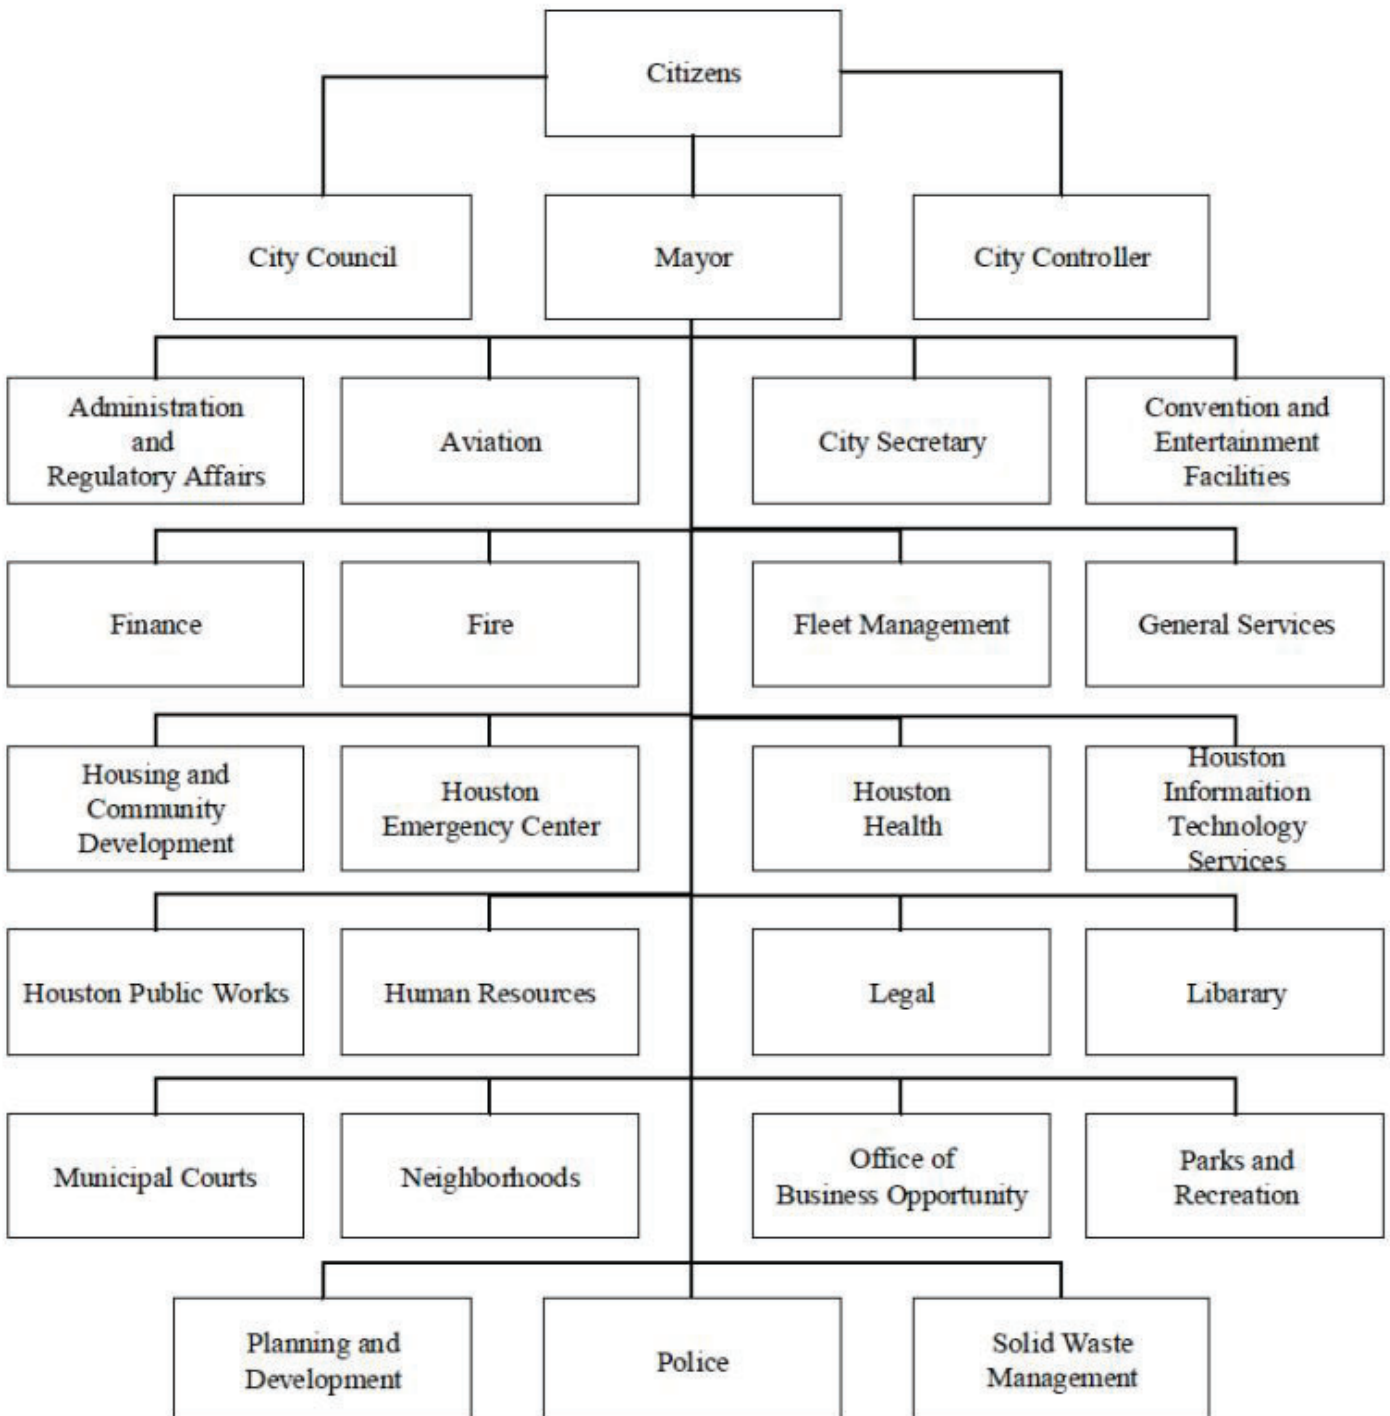 Citizens
City Council
Mayor
City Controller
Administration
and
Regulatory Affairs
Aviation
City Secretary
Convention and
Entertainment
Facilities
Finance
Fire
Fleet Management
General Services
Housing and
Community
Development
Houston
Emergency Center
Houston
Health
Houston
Informaition
Technology
Services
Houston Public Works
Human Resources
Legal
Libarary
Municipal Courts
Neighborhoods
Office of
Business Opportunity
Parks and
Recreation
Planning and
Development
Police
Solid Waste
Management